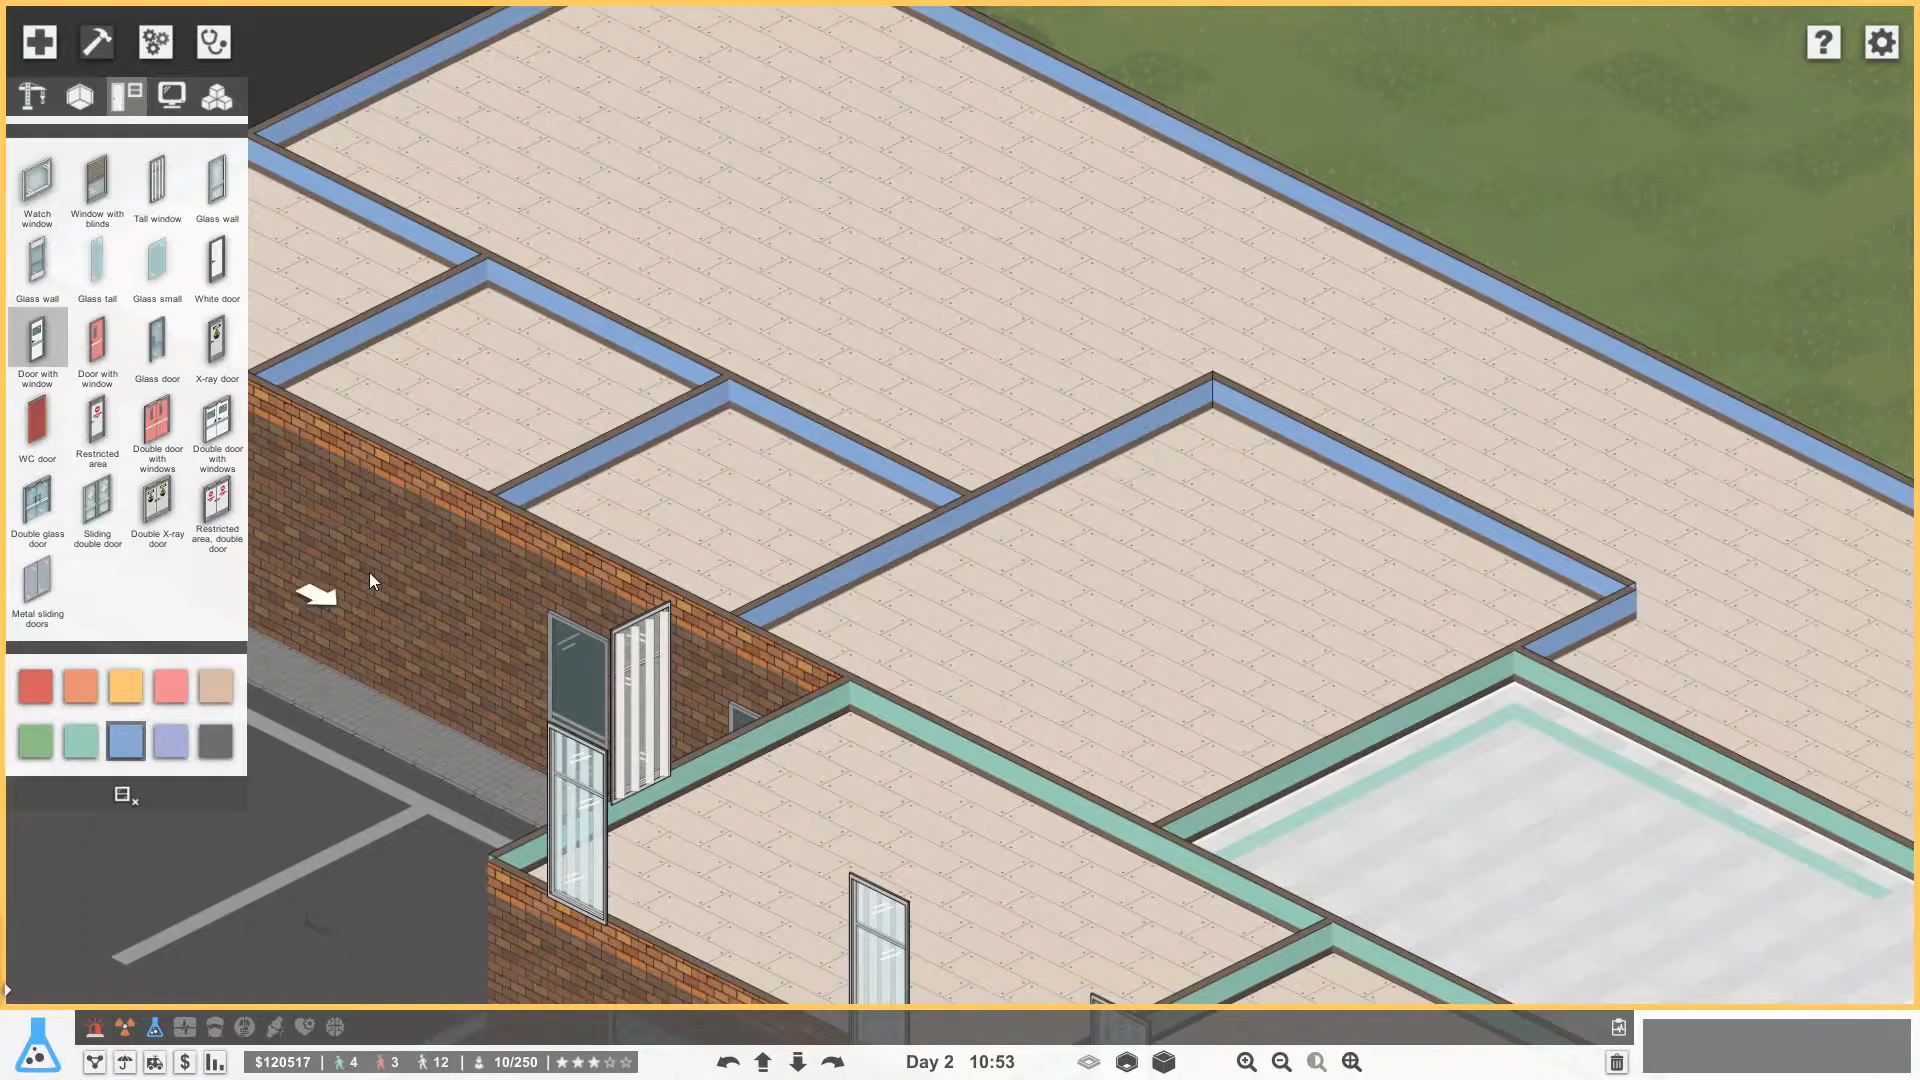 Watch window
Window with blinds
Tall window
Glass wall
Glass wall
Glass tall
Glass small
White door
Door with window
Door with window
Glass door
X-ray door
WC door
Restricted area
Double door with windows
Double door with windows
Double glass door
Sliding double door
Double X-ray door
Restricted area, double door
Metal sliding doors
$120517 | 4 3 12 | 10/250 |
Day 2 10:53